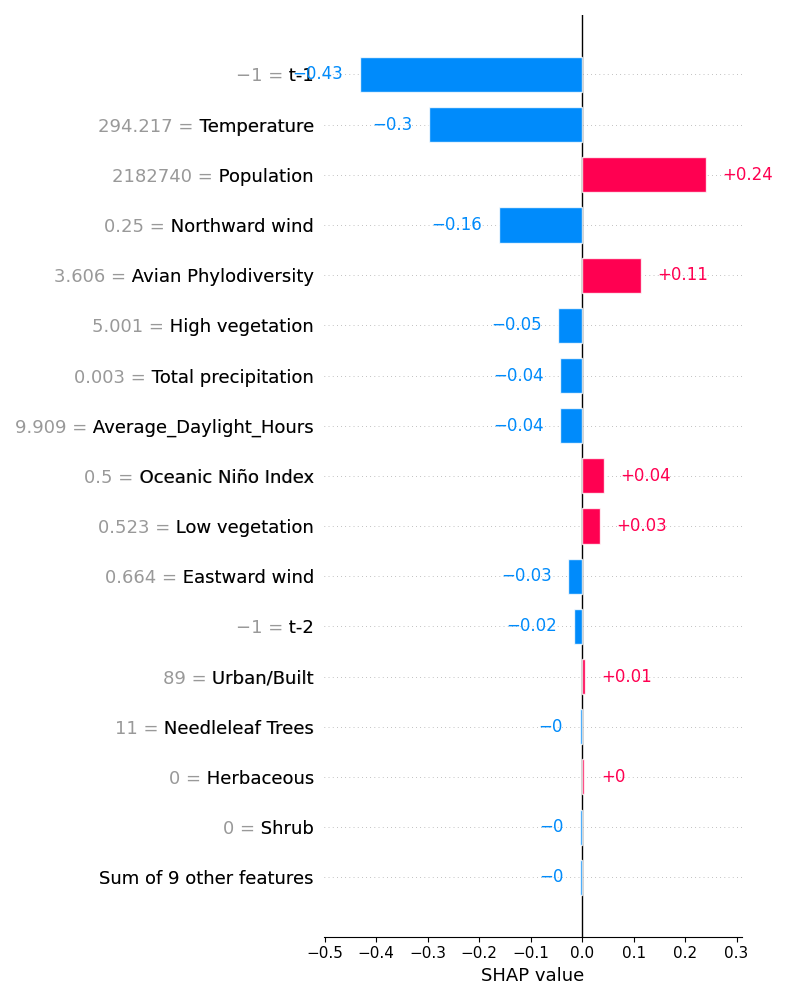 −1 = t-1 −0.43
294.217 = Temperature −0.3
2182740 = Population +0.24
0.25 = Northward wind −0.16
3.606 = Avian Phylodiversity +0.11
5.001 = High vegetation −0.05
0.003 = Total precipitation −0.04
9.909 = Average_Daylight_Hours −0.04
0.5 = Oceanic Niño Index +0.04
0.523 = Low vegetation +0.03
0.664 = Eastward wind −0.03
−1 = t-2 −0.02
89 = Urban/Built +0.01
11 = Needleleaf Trees −0
0 = Herbaceous +0
0 = Shrub −0
Sum of 9 other features −0
−0.5 −0.4 −0.3 −0.2 −0.1 0.0 0.1 0.2 0.3
SHAP value